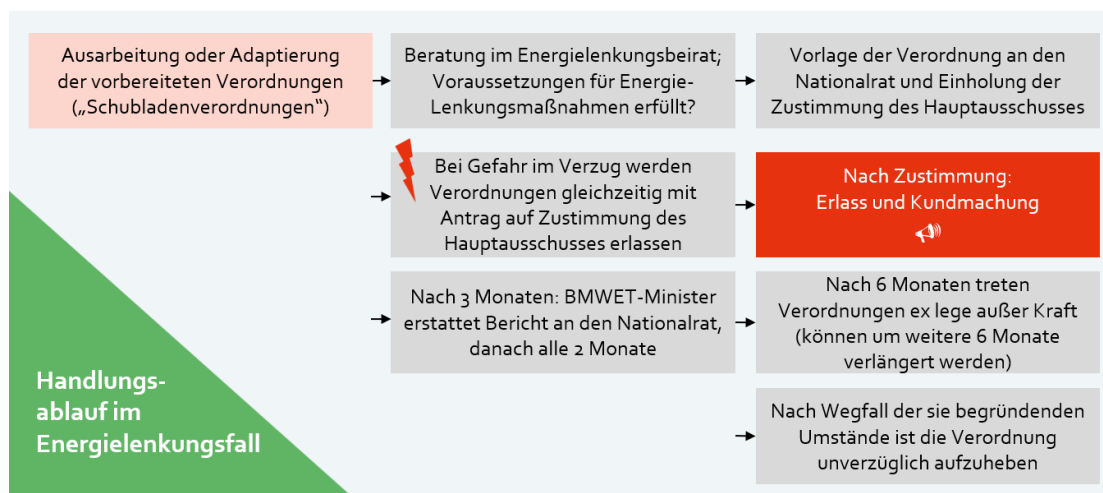 Ausarbeitung oder Adaptierung
der vorbereiteten Verordnungen
(„Schubladenverordnungen“)
Beratung im Energielenkungsbeirat;
Voraussetzungen für Energie-
Lenkungsmaßnahmen erfüllt?
Vorlage der Verordnung an den
Nationalrat und Einholung der
Zustimmung des Hauptausschusses
Bei Gefahr im Verzug werden
Verordnungen gleichzeitig mit
Antrag auf Zustimmung des
Hauptausschusses erlassen
Nach Zustimmung:
Erlass und Kundmachung
Nach 3 Monaten: BMWET-Minister
erstattet Bericht an den Nationalrat,
danach alle 2 Monate
Nach 6 Monaten treten
Verordnungen ex lege außer Kraft
(können um weitere 6 Monate
verlängert werden)
Nach Wegfall der sie begründenden
Umstände ist die Verordnung
unverzüglich aufzuheben
Handlungs-
ablauf im
Energielenkungsfall